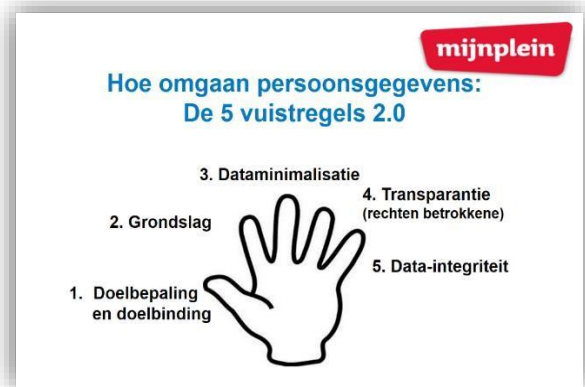 mijnplein
Hoe omgaan persoonsgegevens:
De 5 vuistregels 2.0
3. Dataminimalisatie
4. Transparantie
(rechten betrokkene)
2. Grondslag
5. Data-integriteit
1. Doelbepaling
en doelbinding